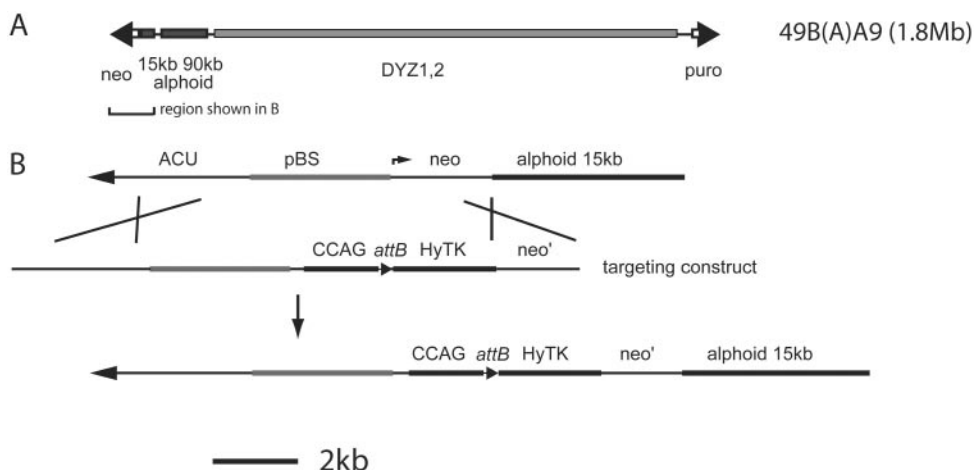 A
49B(A)A9 (1.8Mb)
neo
15kb 90kb
alphoid
DYZ1,2
puro
region shown in B
B
ACU pBS neo alphoid 15kb
CCAG attB HyTK neo'
targeting construct
CCAG attB HyTK neo' alphoid 15kb
2kb